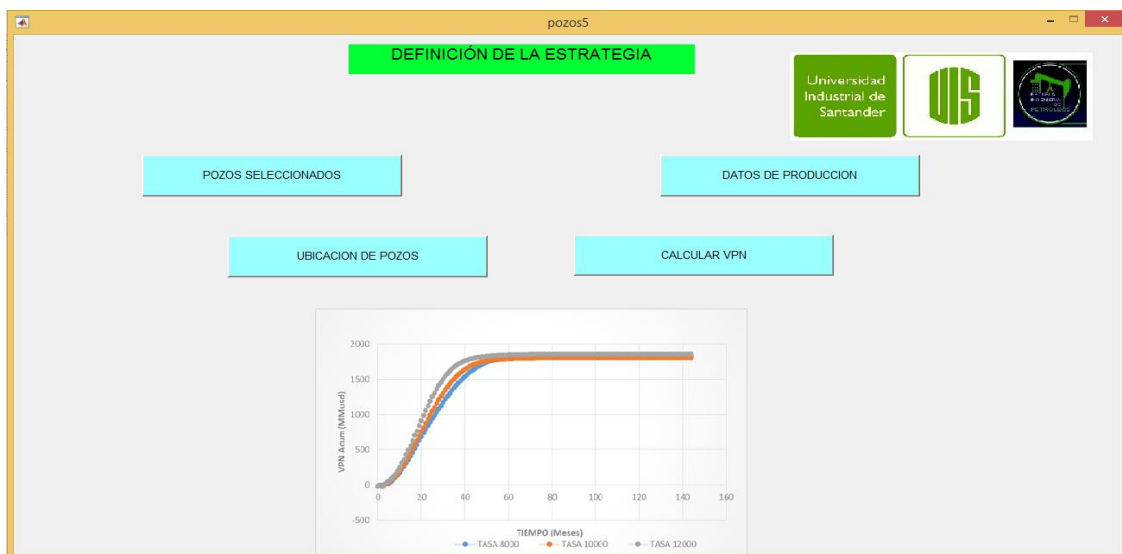 pozos5
DEFINICIÓN DE LA ESTRATEGIA
Universidad
Industrial de
Santander
UIS
PETROLEOS
POZOS SELECCIONADOS
DATOS DE PRODUCCION
UBICACION DE POZOS
CALCULAR VPN
2000
1500
1000
500
0
-500
VPN Acum (MMusd)
0 20 40 60 80 100 120 140 160
TIEMPO (Meses)
TASA 8000 TASA 10000 TASA 12000